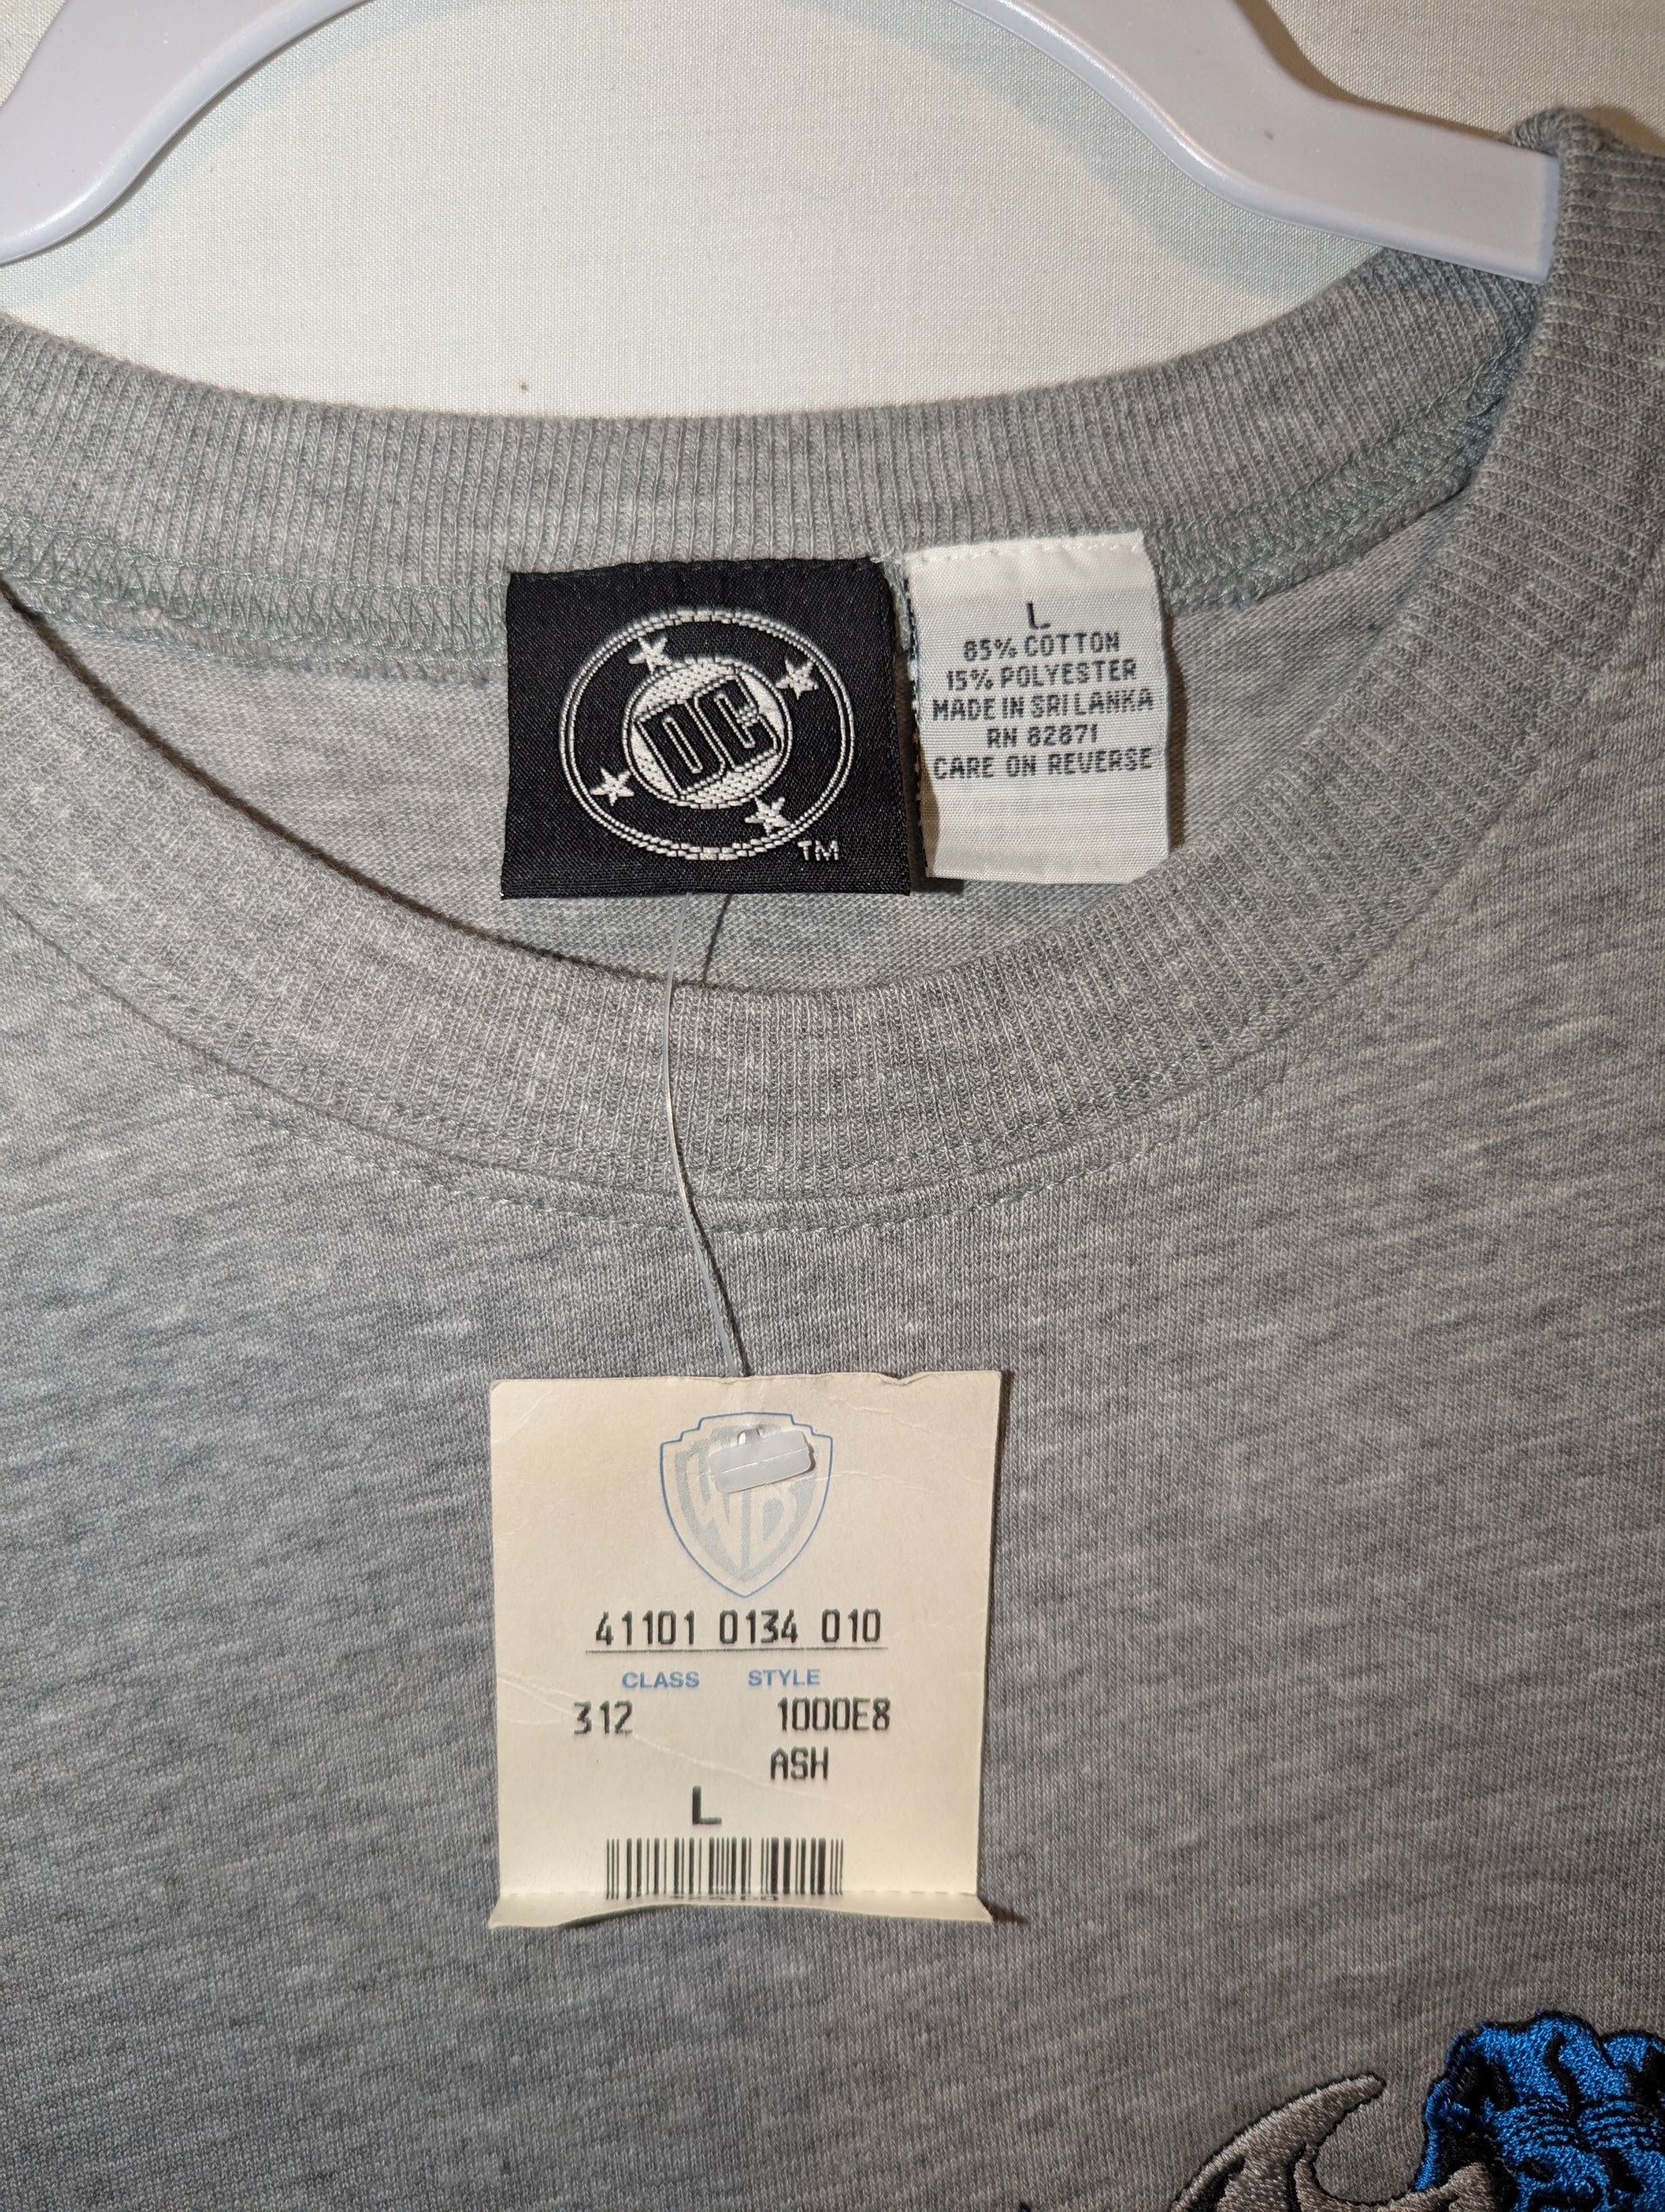 DC
TM
L
85% COTTON
15% POLYESTER
MADE IN SRI LANKA
RN 82871
CARE ON REVERSE
WB
41101 0134 010
CLASS STYLE
312 1000E8
ASH
L